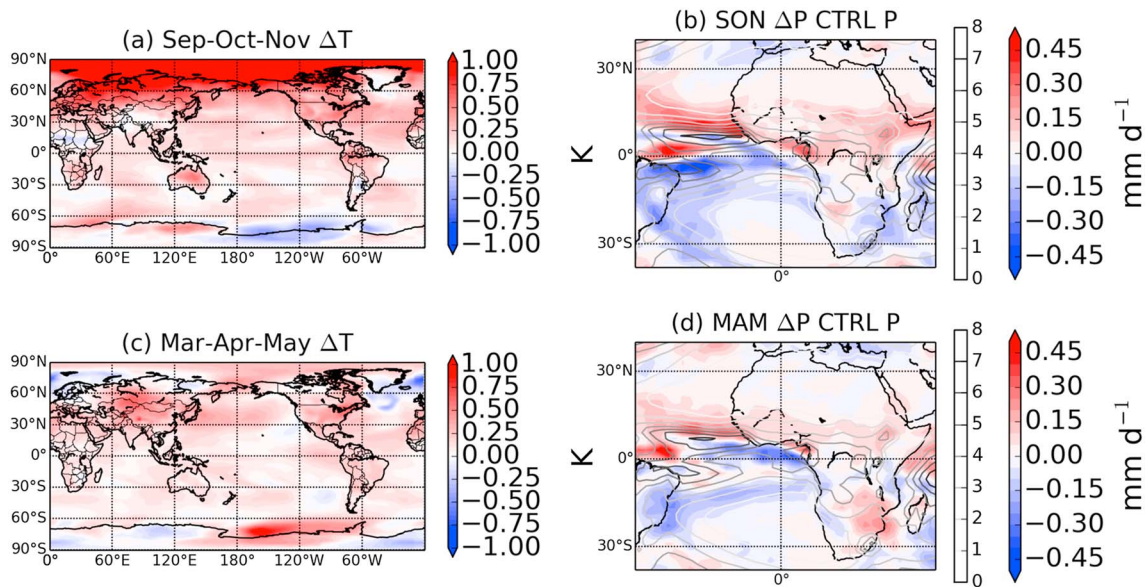 (a) Sep-Oct-Nov ΔT
90°N
60°N
30°N
0°
30°S
60°S
90°S
0° 60°E 120°E 180° 120°W 60°W
1.00
0.75
0.50
0.25
0.00
−0.25
−0.50
−0.75
−1.00
K
(b) SON ΔP CTRL P
30°N
0°
30°S
0°
8
7
6
5
4
3
2
1
0
0.45
0.30
0.15
0.00
−0.15
−0.30
−0.45
mm d⁻¹
(c) Mar-Apr-May ΔT
90°N
60°N
30°N
0°
30°S
60°S
90°S
0° 60°E 120°E 180° 120°W 60°W
1.00
0.75
0.50
0.25
0.00
−0.25
−0.50
−0.75
−1.00
K
(d) MAM ΔP CTRL P
30°N
0°
30°S
0°
8
7
6
5
4
3
2
1
0
0.45
0.30
0.15
0.00
−0.15
−0.30
−0.45
mm d⁻¹